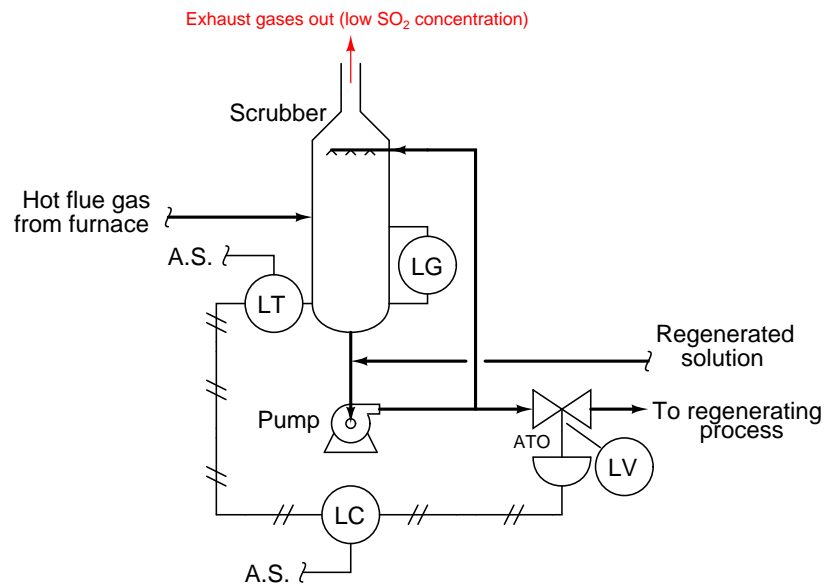 Exhaust gases out (low SO₂ concentration)
Scrubber
Hot flue gas
from furnace
A.S.
LG
LT
Regenerated
solution
Pump
To regenerating
process
ATO
LV
LC
A.S.